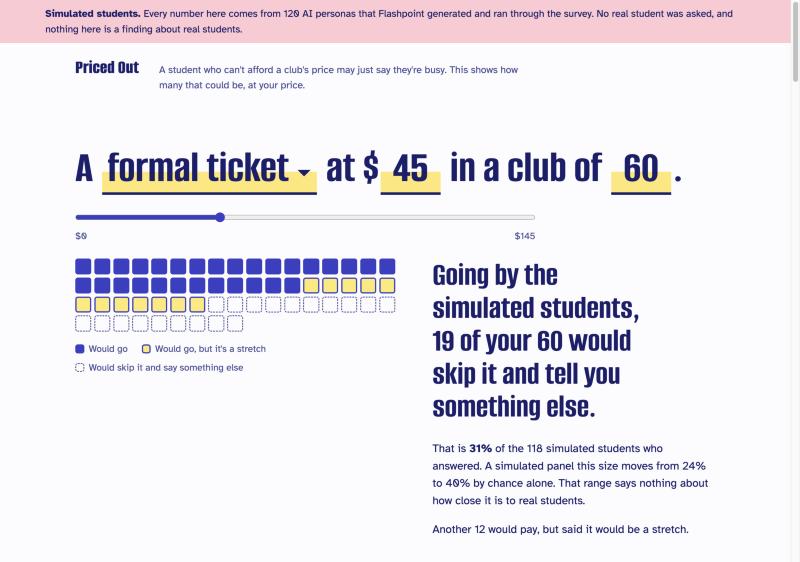 Simulated students. Every number here comes from 120 AI personas that Flashpoint generated and ran through the survey. No real student was asked, and
nothing here is a finding about real students.
Priced Out
A student who can't afford a club's price may just say they're busy. This shows how
many that could be, at your price.
A formal ticket at $ 45 in a club of 60 .
$0
$145
Going by the
simulated students,
19 of your 60 would
skip it and tell you
something else.
Would go
Would go, but it's a stretch
Would skip it and say something else
That is 31% of the 118 simulated students who
answered. A simulated panel this size moves from 24%
to 40% by chance alone. That range says nothing about
how close it is to real students.
Another 12 would pay, but said it would be a stretch.